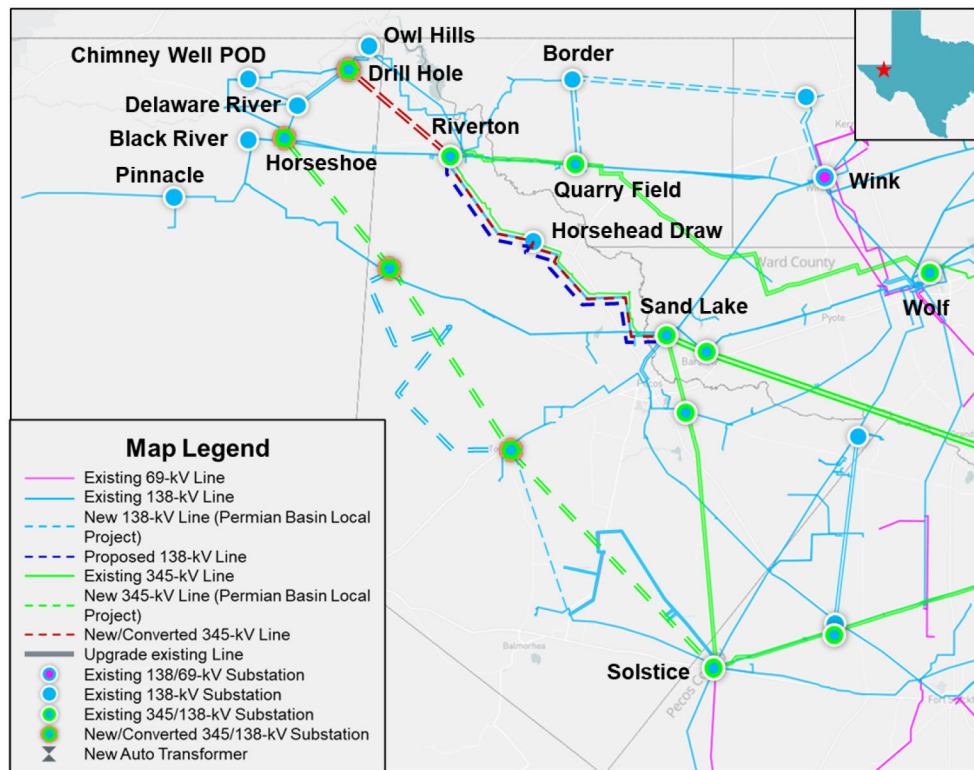 Owl Hills
Chimney Well POD
Border
Drill Hole
Delaware River
Black River
Riverton
Horseshoe
Pinnacle
Quarry Field
Wink
Horsehead Draw
Ward County
Sand Lake
Wolf
Pyote
Pecos
Map Legend
Existing 69-kV Line
Existing 138-kV Line
New 138-kV Line (Permian Basin Local
Project)
Proposed 138-kV Line
Existing 345-kV Line
New 345-kV Line (Permian Basin Local
Project)
New/Converted 345-kV Line
Upgrade existing Line
Existing 138/69-kV Substation
Existing 138-kV Substation
Existing 345/138-kV Substation
New/Converted 345/138-kV Substation
New Auto Transformer
Balmorhea
Solstice